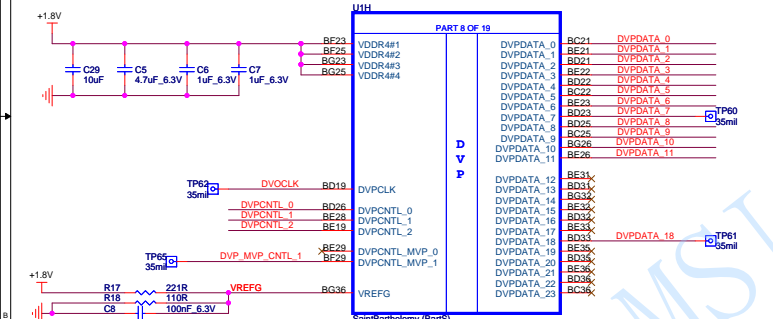 U1H
+1.8V
PART 8 OF 19
BF23 VDDR4#1
BF25 VDDR4#2
BG23 VDDR4#3
BG25 VDDR4#4
C29
10uF
C5
4.7uF_6.3V
C6
1uF_6.3V
C7
1uF_6.3V
DVPDATA_0 BC21 DVPDATA_0
DVPDATA_1 BE21 DVPDATA_1
DVPDATA_2 BD21 DVPDATA_2
DVPDATA_3 BE22 DVPDATA_3
DVPDATA_4 BD22 DVPDATA_4
DVPDATA_5 BC22 DVPDATA_5
DVPDATA_6 BE23 DVPDATA_6
DVPDATA_7 BD23 DVPDATA_7
DVPDATA_8 BD25 DVPDATA_8
DVPDATA_9 BC25 DVPDATA_9
DVPDATA_10 BG26 DVPDATA_10
DVPDATA_11 BE26 DVPDATA_11
TP60
35mil
D
V
P
DVPDATA_12 BE31
DVPDATA_13 BD31
DVPDATA_14 BG32
DVPDATA_15 BE32
DVPDATA_16 BD32
DVPDATA_17 BE33
DVPDATA_18 BD33 DVPDATA_18
DVPDATA_19 BE35
DVPDATA_20 BD35
DVPDATA_21 BE36
DVPDATA_22 BD36
DVPDATA_23 BC36
TP61
35mil
TP62
35mil
DVOCLK BD19 DVPCLK
DVPCNTL_0 BD26 DVPCNTL_0
DVPCNTL_1 BE28 DVPCNTL_1
DVPCNTL_2 BE19 DVPCNTL_2
BE29 DVPCNTL_MVP_0
TP65
35mil
DVP_MVP_CNTL_1 BF29 DVPCNTL_MVP_1
+1.8V
R17 221R
R18 110R
C8 100nF_6.3V
VREFG BG36 VREFG
SaintBartholomy (PartS)
MSI
B